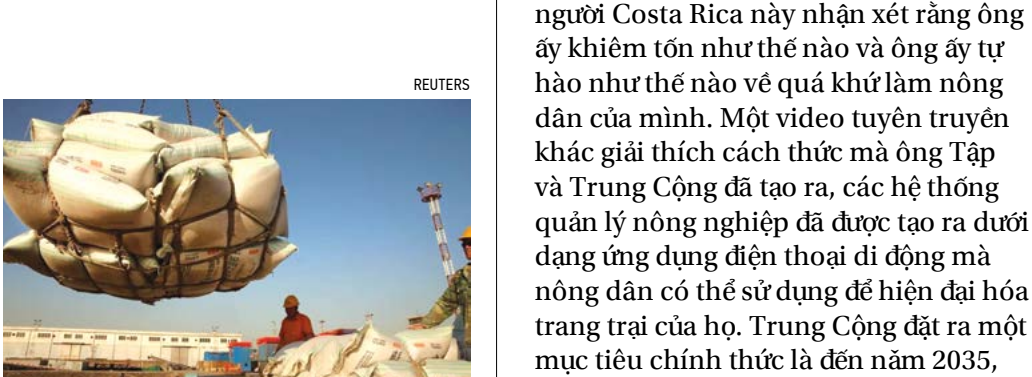 REUTERS
người Costa Rica này nhận xét rằng ông
ấy khiêm tốn như thế nào và ông ấy tự
hào như thế nào về quá khứ làm nông
dân của mình. Một video tuyên truyền
khác giải thích cách thức mà ông Tập
và Trung Cộng đã tạo ra, các hệ thống
quản lý nông nghiệp đã được tạo ra dưới
dạng ứng dụng điện thoại di động mà
nông dân có thể sử dụng để hiện đại hóa
trang trại của họ. Trung Cộng đặt ra một
mục tiêu chính thức là đến năm 2035,